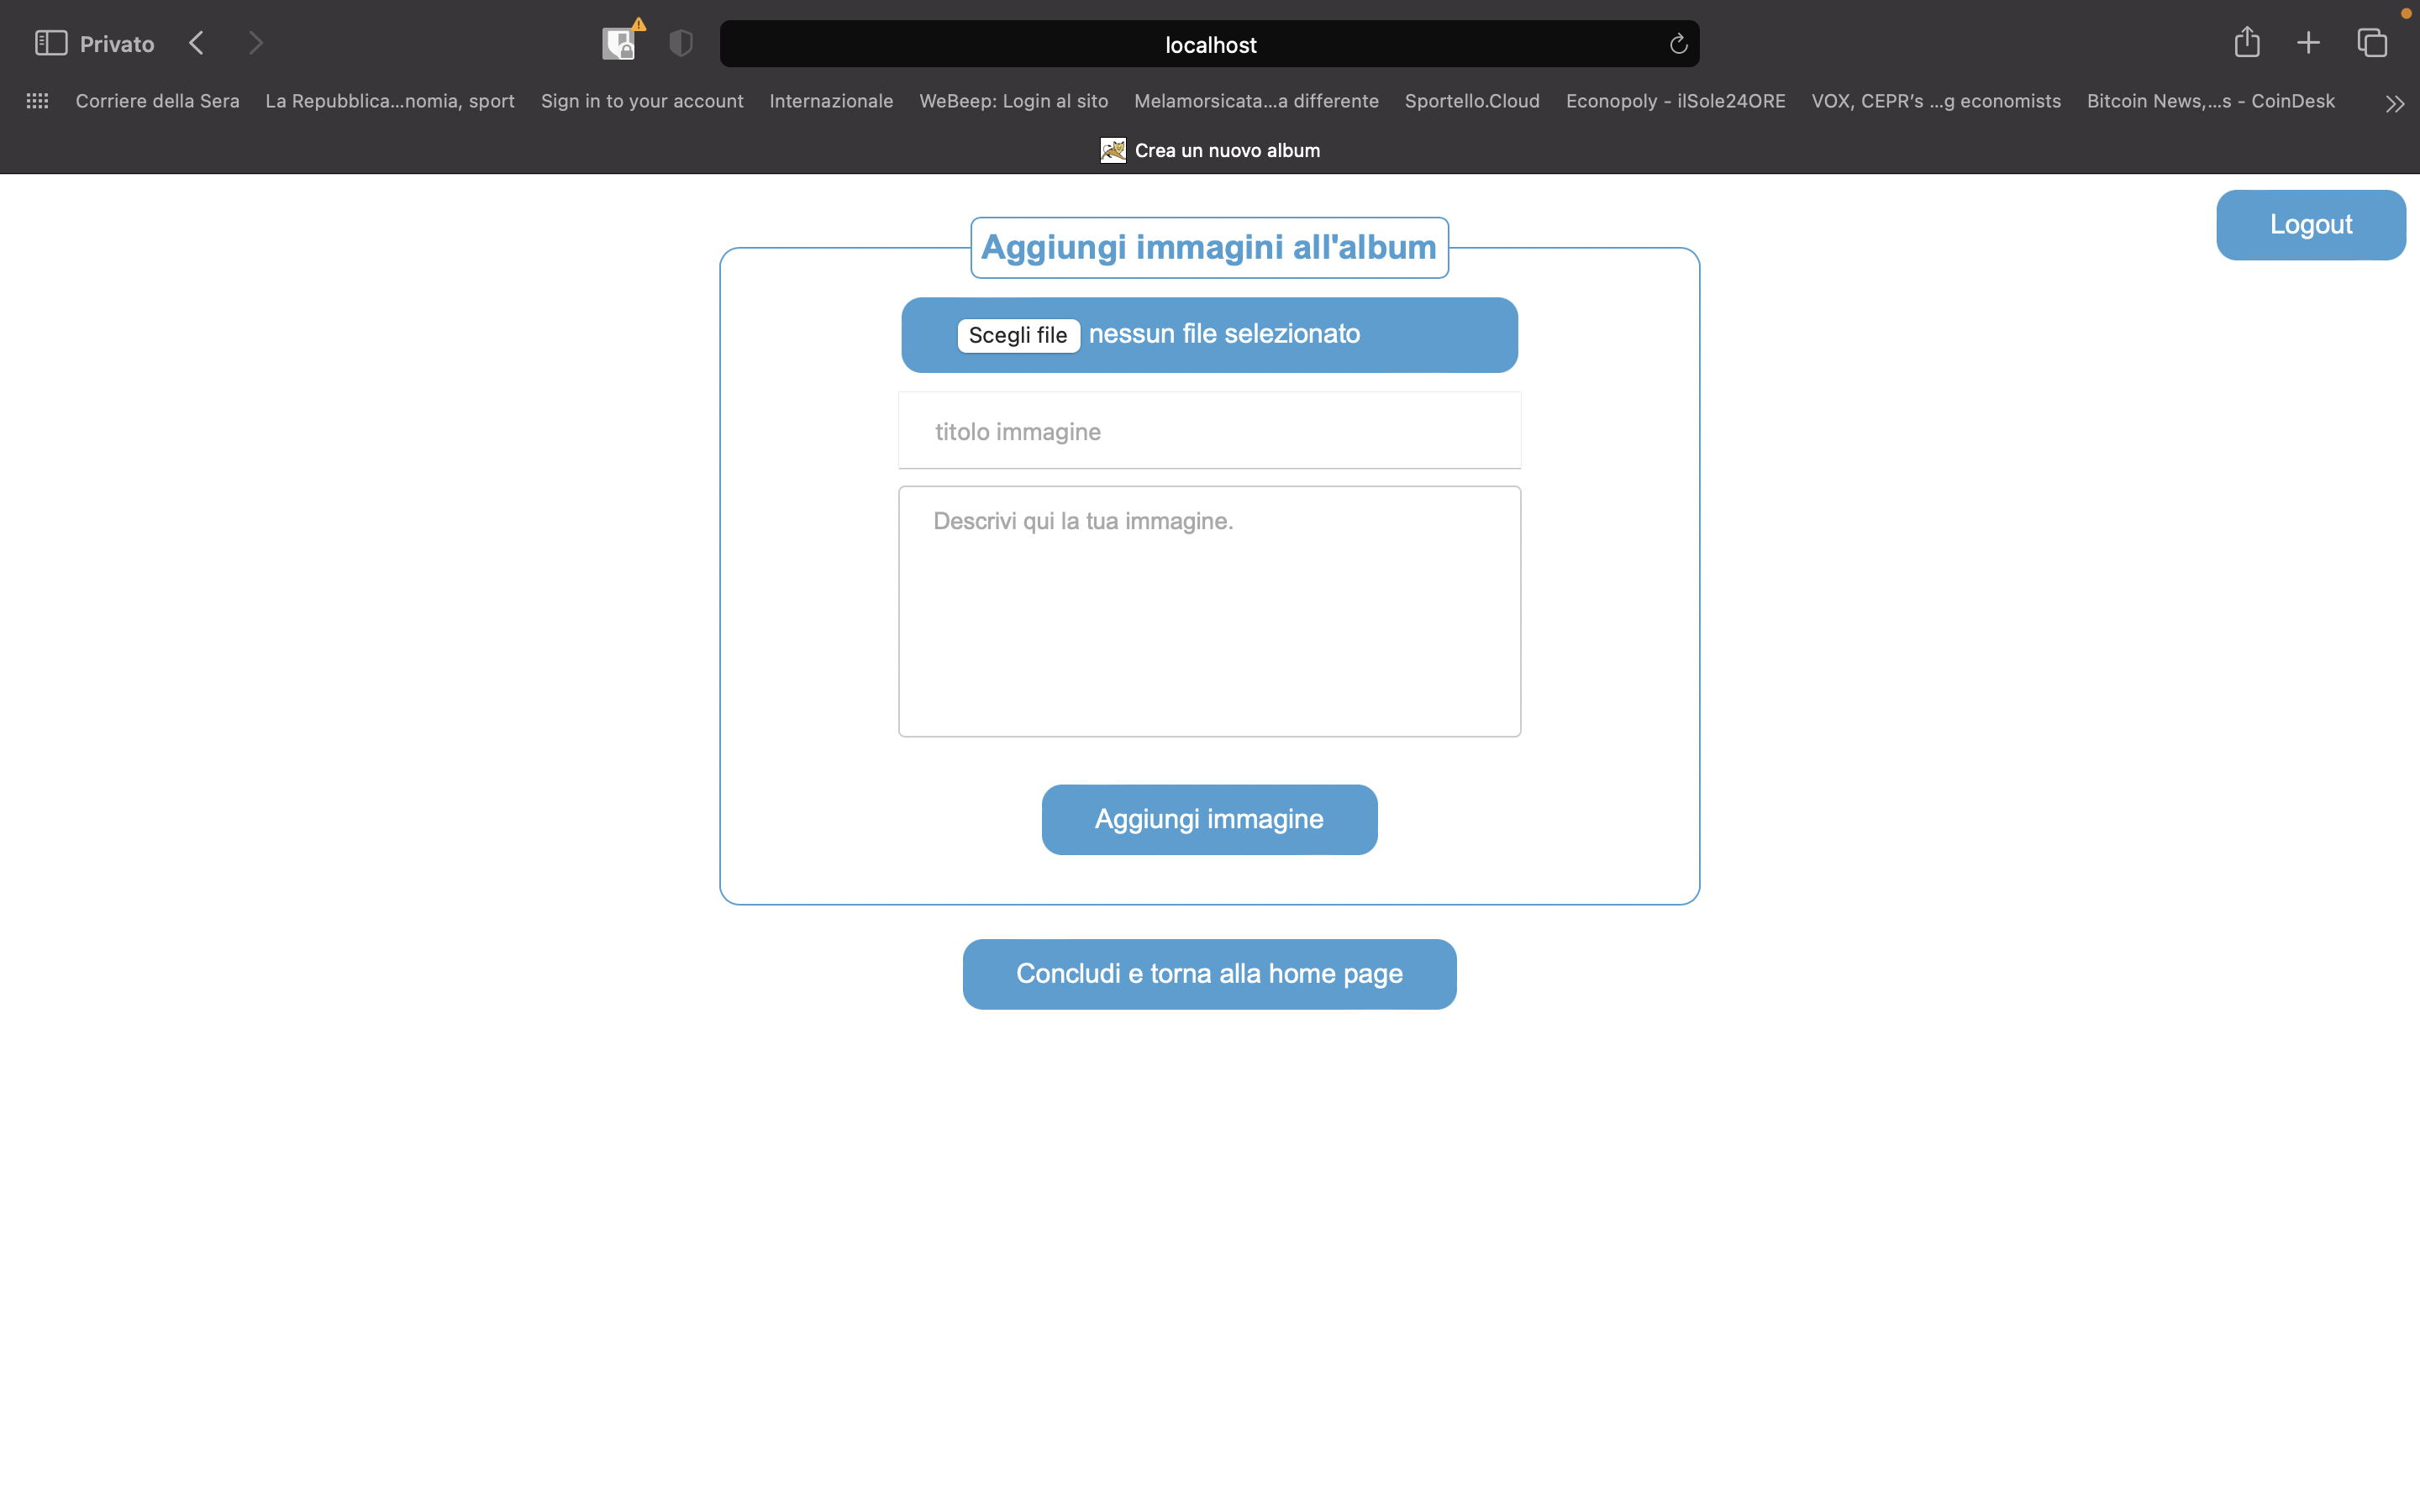 Privato
localhost
Corriere della Sera La Repubblica...nomia, sport Sign in to your account Internazionale WeBeep: Login al sito Melamorsicata...a differente Sportello.Cloud Econopoly - ilSole24ORE VOX, CEPR’s ...g economists Bitcoin News,...s - CoinDesk
Crea un nuovo album
Logout
Aggiungi immagini all'album
Scegli file nessun file selezionato
titolo immagine
Descrivi qui la tua immagine.
Aggiungi immagine
Concludi e torna alla home page